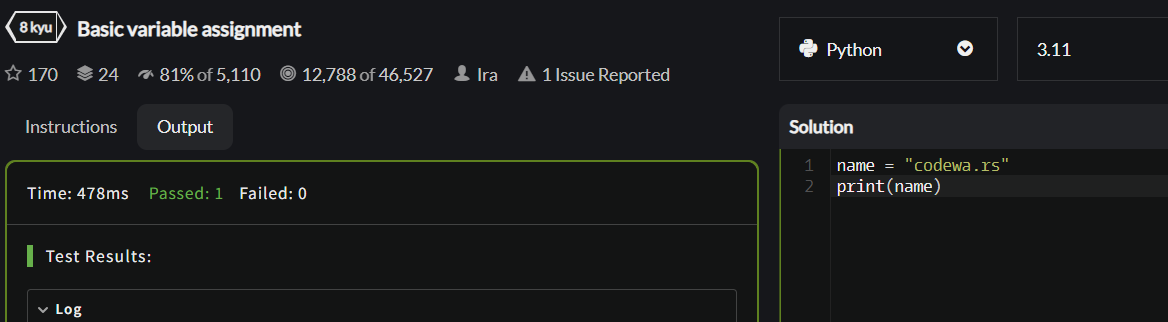 8 kyu Basic variable assignment
170 24 81% of 5,110 12,788 of 46,527 Ira 1 Issue Reported
Instructions Output
Time: 478ms Passed: 1 Failed: 0
Test Results:
Log
Python 3.11
Solution
1 name = "codewa.rs"
2 print(name)